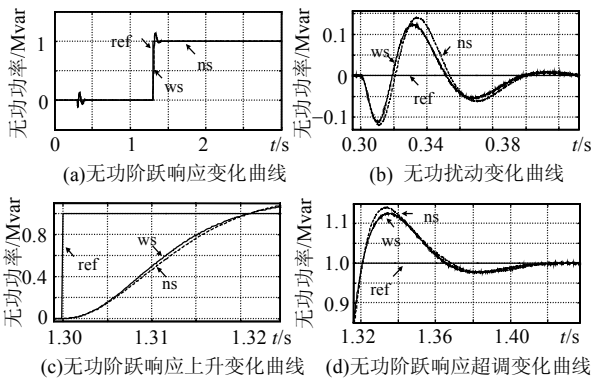 无功功率/Mvar
1
0
ref
ns
ws
0
1
2
t/s
(a)无功阶跃响应变化曲线
无功功率/Mvar
0.1
0
−0.1
ws
ns
ref
0.30
0.34
0.38
t/s
(b) 无功扰动变化曲线
无功功率/Mvar
0.8
0.4
0
ref
ws
ns
1.30
1.31
1.32
t/s
(c)无功阶跃响应上升变化曲线
无功功率/Mvar
1.1
1.0
0.9
ns
ws
ref
1.32
1.36
1.40
t/s
(d)无功阶跃响应超调变化曲线